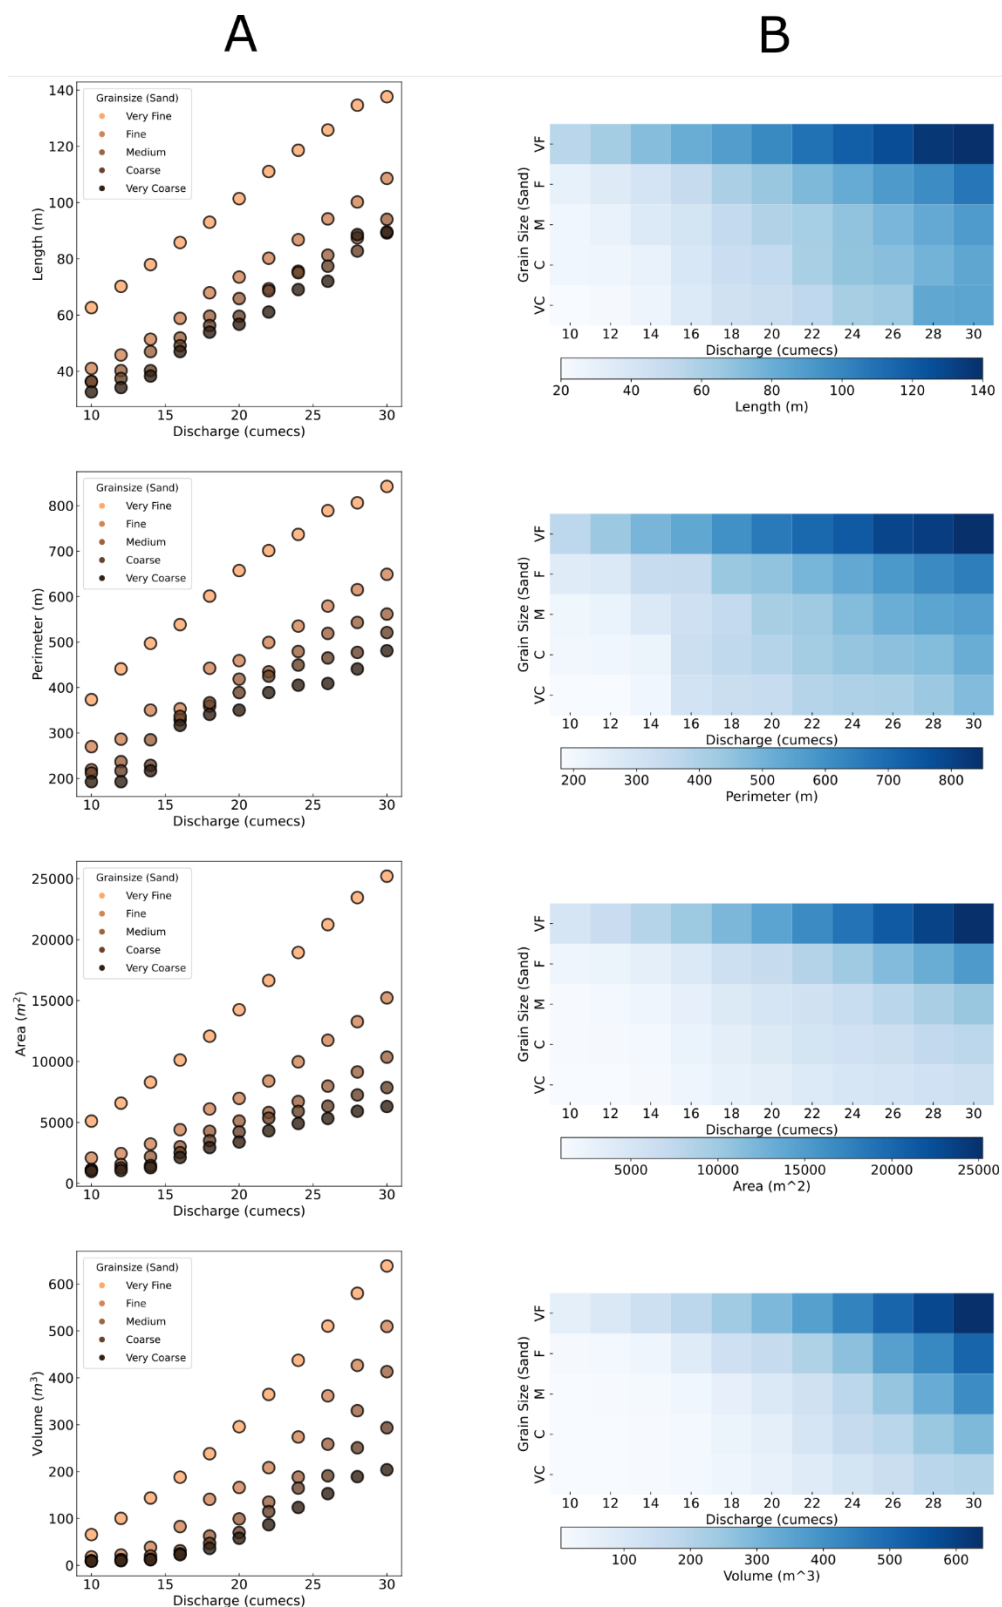 A
B
140
120
100
80
60
40
Length (m)
Grainsize (Sand)
Very Fine
Fine
Medium
Coarse
Very Coarse
10 15 20 25 30
Discharge (cumecs)
VF
F
M
C
VC
Grain Size (Sand)
10 12 14 16 18 20 22 24 26 28 30
Discharge (cumecs)
20 40 60 80 100 120 140
Length (m)
800
700
600
500
400
300
200
Perimeter (m)
Grainsize (Sand)
Very Fine
Fine
Medium
Coarse
Very Coarse
10 15 20 25 30
Discharge (cumecs)
VF
F
M
C
VC
Grain Size (Sand)
10 12 14 16 18 20 22 24 26 28 30
Discharge (cumecs)
200 300 400 500 600 700 800
Perimeter (m)
25000
20000
15000
10000
5000
0
Area (m²)
Grainsize (Sand)
Very Fine
Fine
Medium
Coarse
Very Coarse
10 15 20 25 30
Discharge (cumecs)
VF
F
M
C
VC
Grain Size (Sand)
10 12 14 16 18 20 22 24 26 28 30
Discharge (cumecs)
5000 10000 15000 20000 25000
Area (m^2)
600
500
400
300
200
100
0
Volume (m³)
Grainsize (Sand)
Very Fine
Fine
Medium
Coarse
Very Coarse
10 15 20 25 30
Discharge (cumecs)
VF
F
M
C
VC
Grain Size (Sand)
10 12 14 16 18 20 22 24 26 28 30
Discharge (cumecs)
100 200 300 400 500 600
Volume (m^3)